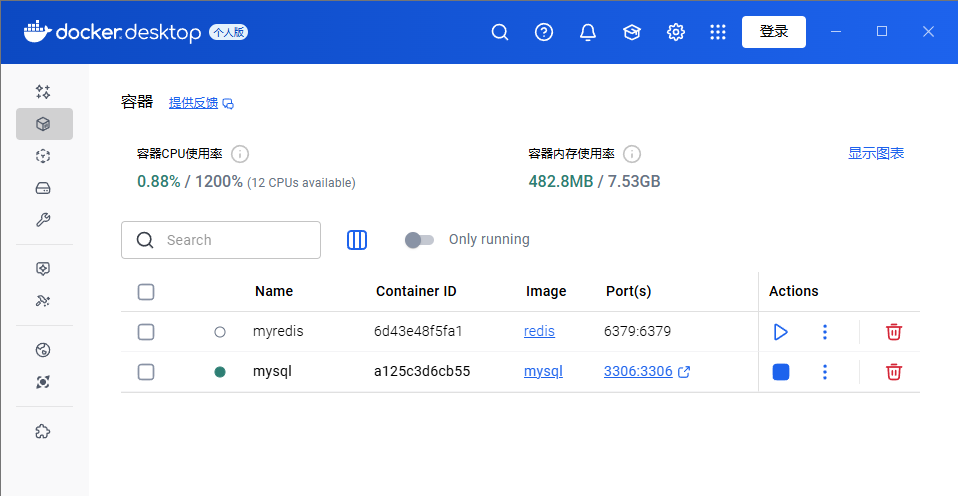 docker.desktop 个人版 登录
容器 提供反馈
容器CPU使用率 容器内存使用率 显示图表
0.88% / 1200% (12 CPUs available) 482.8MB / 7.53GB
Search Only running
Name Container ID Image Port(s) Actions
myredis 6d43e48f5fa1 redis 6379:6379
mysql a125c3d6cb55 mysql 3306:3306